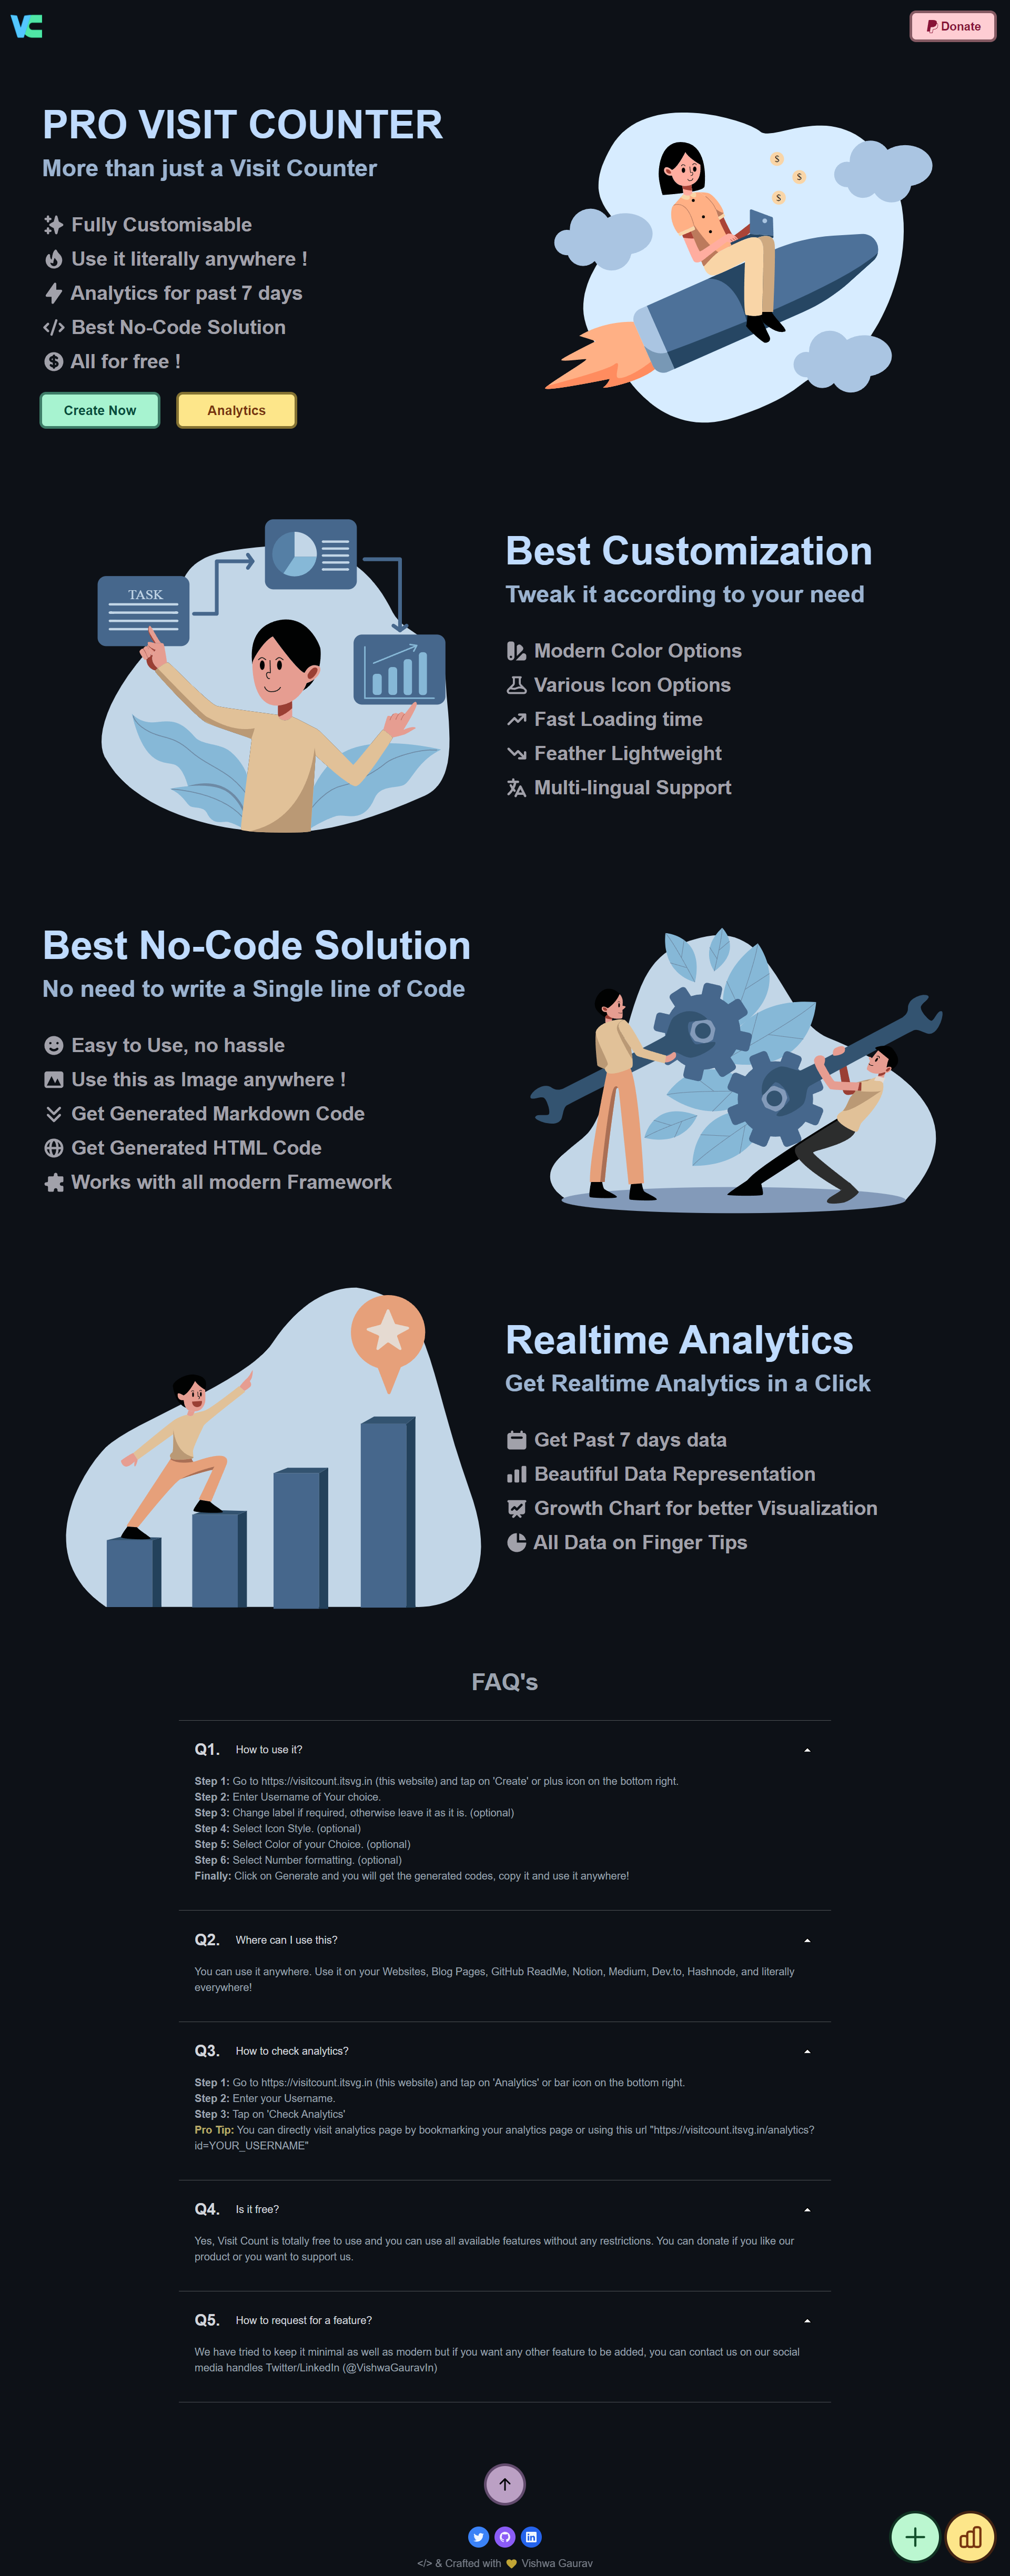 VC
Donate
PRO VISIT COUNTER
More than just a Visit Counter
Fully Customisable
Use it literally anywhere !
Analytics for past 7 days
Best No-Code Solution
All for free !
Create Now
Analytics
$
$
$
TASK
Best Customization
Tweak it according to your need
Modern Color Options
Various Icon Options
Fast Loading time
Feather Lightweight
Multi-lingual Support
Best No-Code Solution
No need to write a Single line of Code
Easy to Use, no hassle
Use this as Image anywhere !
Get Generated Markdown Code
Get Generated HTML Code
Works with all modern Framework
Realtime Analytics
Get Realtime Analytics in a Click
Get Past 7 days data
Beautiful Data Representation
Growth Chart for better Visualization
All Data on Finger Tips
FAQ's
Q1. How to use it?
Step 1: Go to https://visitcount.itsvg.in (this website) and tap on 'Create' or plus icon on the bottom right.
Step 2: Enter Username of Your choice.
Step 3: Change label if required, otherwise leave it as it is. (optional)
Step 4: Select Icon Style. (optional)
Step 5: Select Color of your Choice. (optional)
Step 6: Select Number formatting. (optional)
Finally: Click on Generate and you will get the generated codes, copy it and use it anywhere!
Q2. Where can I use this?
You can use it anywhere. Use it on your Websites, Blog Pages, GitHub ReadMe, Notion, Medium, Dev.to, Hashnode, and literally
everywhere!
Q3. How to check analytics?
Step 1: Go to https://visitcount.itsvg.in (this website) and tap on 'Analytics' or bar icon on the bottom right.
Step 2: Enter your Username.
Step 3: Tap on 'Check Analytics'
Pro Tip: You can directly visit analytics page by bookmarking your analytics page or using this url "https://visitcount.itsvg.in/analytics?
id=YOUR_USERNAME"
Q4. Is it free?
Yes, Visit Count is totally free to use and you can use all available features without any restrictions. You can donate if you like our
product or you want to support us.
Q5. How to request for a feature?
We have tried to keep it minimal as well as modern but if you want any other feature to be added, you can contact us on our social
media handles Twitter/LinkedIn (@VishwaGauravIn)
</> & Crafted with 💛 Vishwa Gaurav